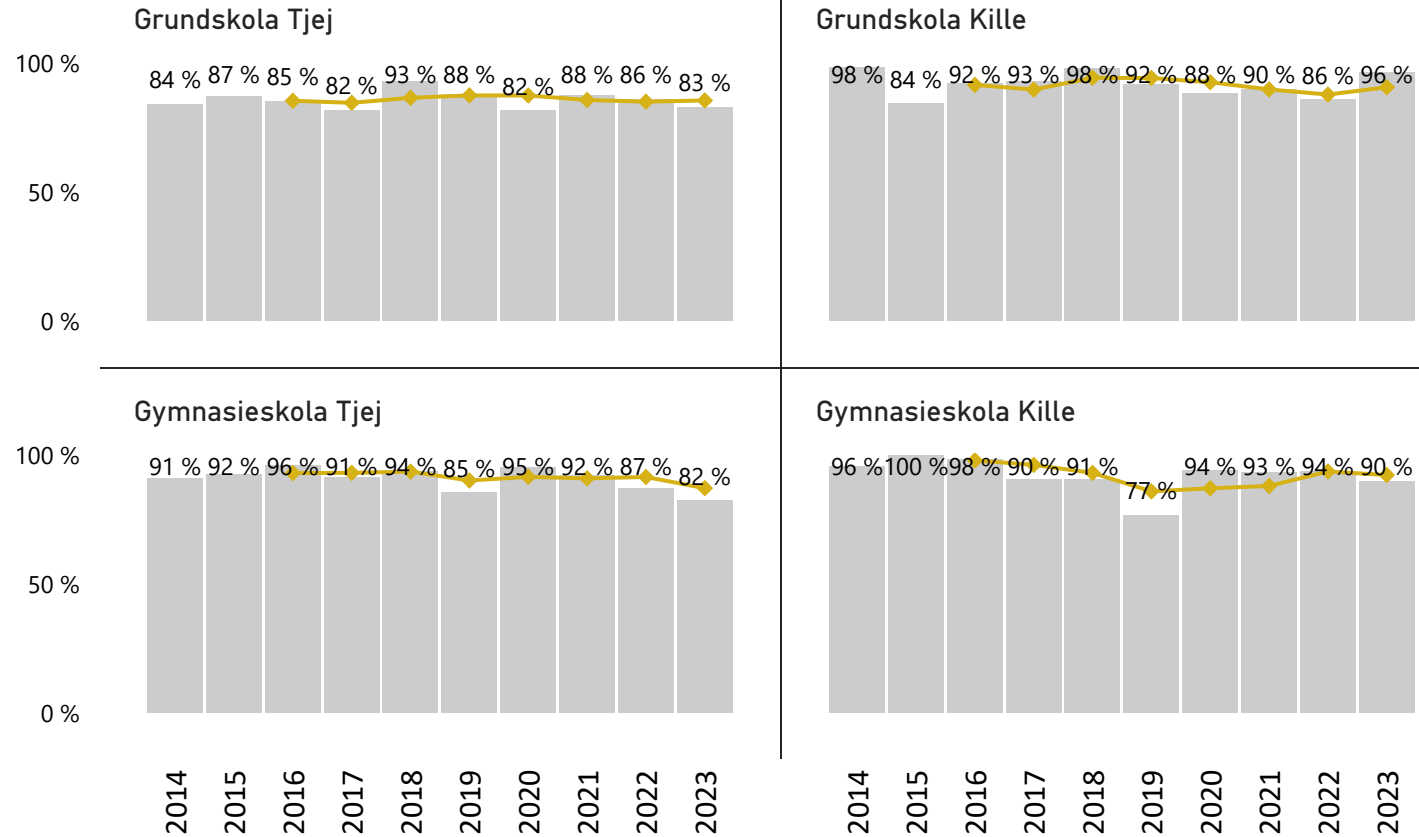 Grundskola Tjej
100 %
50 %
0 %
84 % 87 % 85 % 82 % 93 % 88 % 82 % 88 % 86 % 83 %
Grundskola Kille
98 % 84 % 92 % 93 % 98 % 92 % 88 % 90 % 86 % 96 %
Gymnasieskola Tjej
100 %
50 %
0 %
91 % 92 % 96 % 91 % 94 % 85 % 95 % 92 % 87 % 82 %
2014 2015 2016 2017 2018 2019 2020 2021 2022 2023
Gymnasieskola Kille
96 % 100 % 98 % 90 % 91 % 77 % 94 % 93 % 94 % 90 %
2014 2015 2016 2017 2018 2019 2020 2021 2022 2023